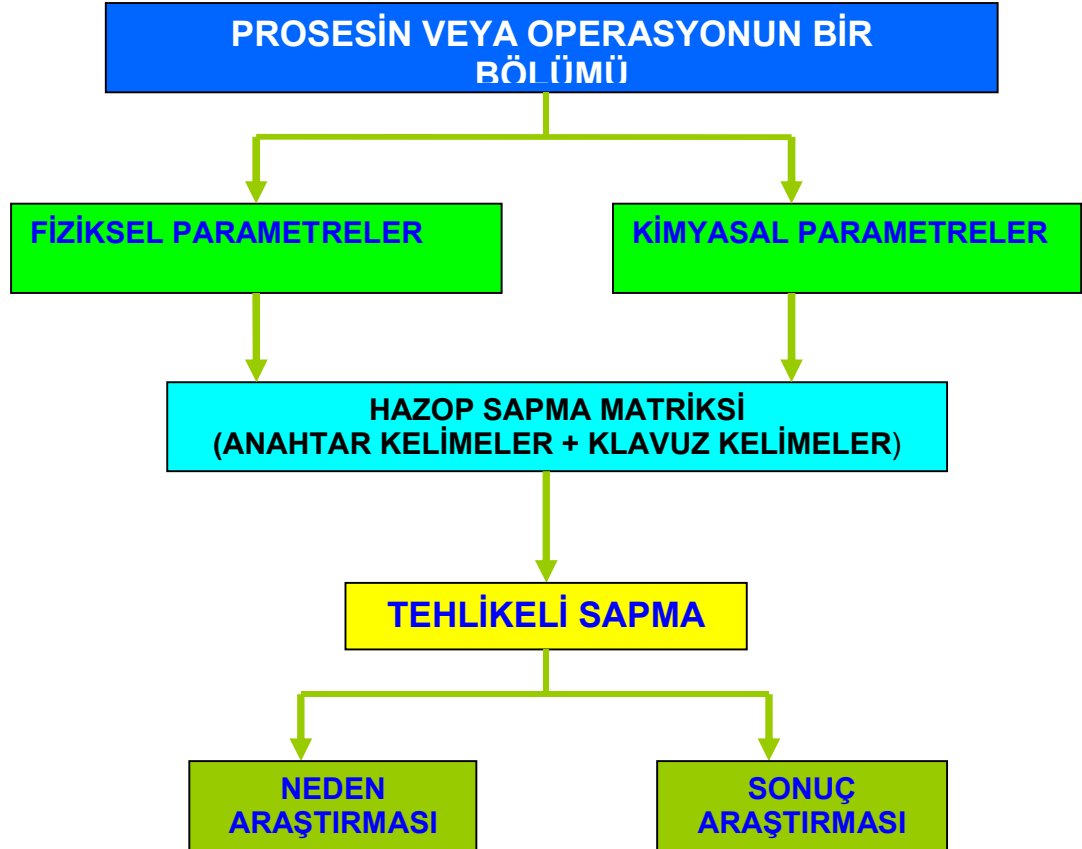 PROSESİN VEYA OPERASYONUN BİR
BÖLÜMÜ
FİZİKSEL PARAMETRELER
KİMYASAL PARAMETRELER
HAZOP SAPMA MATRİKSİ
(ANAHTAR KELİMELER + KLAVUZ KELİMELER)
TEHLİKELİ SAPMA
NEDEN
ARAŞTIRMASI
SONUÇ
ARAŞTIRMASI